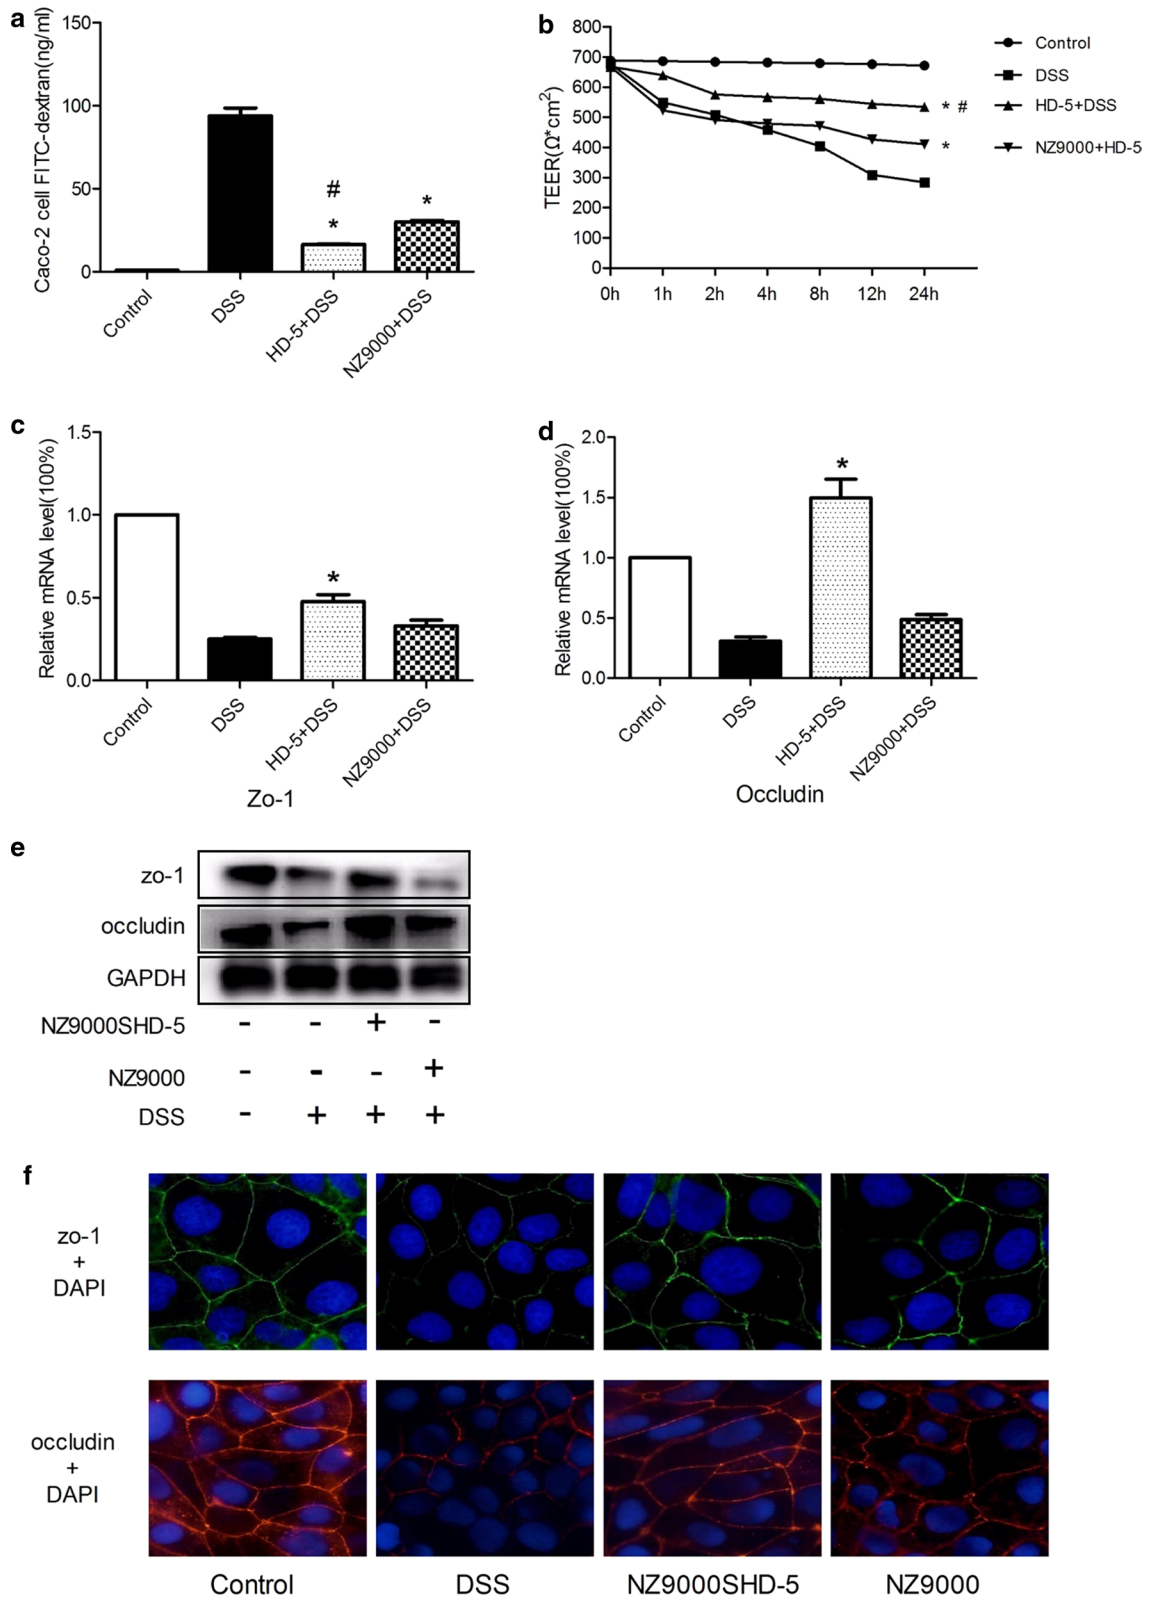 a
Caco-2 cell FITC-dextran(ng/ml)
150
100
50
0
#
*
*
Control
DSS
HD-5+DSS
NZ9000+DSS
b
TEER(Ω*cm²)
800
700
600
500
400
300
200
100
0
0h 1h 2h 4h 8h 12h 24h
* #
*
Control
DSS
HD-5+DSS
NZ9000+HD-5
c
Relative mRNA level(100%)
1.5
1.0
0.5
0.0
*
Control
DSS
HD-5+DSS
NZ9000+DSS
Zo-1
d
Relative mRNA level(100%)
2.0
1.5
1.0
0.5
0.0
*
Control
DSS
HD-5+DSS
NZ9000+DSS
Occludin
e
zo-1
occludin
GAPDH
NZ9000SHD-5 - - + -
NZ9000 - - - +
DSS - + + +
f
zo-1
+
DAPI
occludin
+
DAPI
Control DSS NZ9000SHD-5 NZ9000